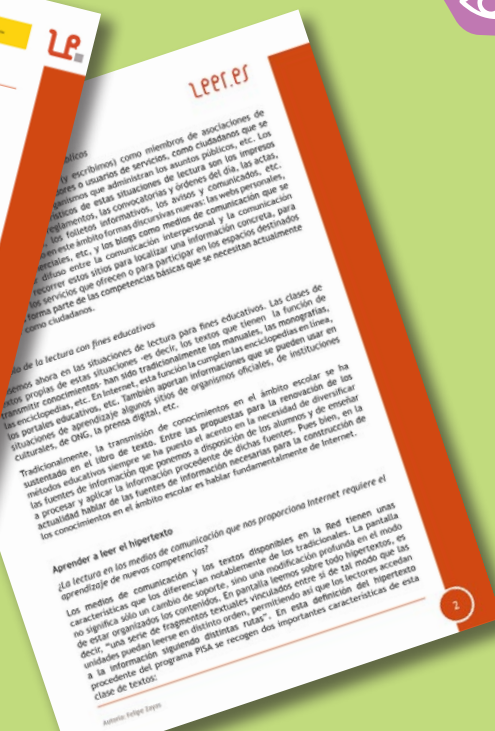 Leer.es
(y escribimos) como miembros de asociaciones de
o usuarios de servicios, como ciudadanos que se
que administran los asuntos públicos, etc. Los
de estas situaciones de lectura son los impresos
las convocatorias y órdenes del día, las actas,
los folletos informativos, los avisos y comunicados, etc.
en este ámbito formas discursivas nuevas: las webs personales,
etc, y los blogs como medios de comunicación que se
difuso entre la comunicación interpersonal y la comunicación
recorrer estos sitios para localizar una información concreta, para
los servicios que ofrecen o para participar en los espacios destinados
forma parte de las competencias básicas que se necesitan actualmente
como ciudadanos.
de la lectura con fines educativos
ahora en las situaciones de lectura para fines educativos. Las clases de
textos propias de estas situaciones -es decir, los textos que tienen la función de
transmitir conocimientos- han sido tradicionalmente los manuales, las monografías,
las enciclopedias, etc. En Internet, esta función la cumplen las enciclopedias en línea,
los portales educativos, etc. También aportan informaciones que se pueden usar en
situaciones de aprendizaje algunos sitios de organismos oficiales, de instituciones
culturales, de ONG, la prensa digital, etc.
Tradicionalmente, la transmisión de conocimientos en el ámbito escolar se ha
sustentado en el libro de texto. Entre las propuestas para la renovación de los
métodos educativos siempre se ha puesto el acento en la necesidad de diversificar
las fuentes de información que ponemos a disposición de los alumnos y de enseñar
a procesar y aplicar la información procedente de dichas fuentes. Pues bien, en la
actualidad hablar de las fuentes de información necesarias para la construcción de
los conocimientos en el ámbito escolar es hablar fundamentalmente de Internet.
Aprender a leer el hipertexto
¿La lectura en los medios de comunicación que nos proporciona Internet requiere el
aprendizaje de nuevas competencias?
Los medios de comunicación y los textos disponibles en la Red tienen unas
características que los diferencian notablemente de los tradicionales. La pantalla
no significa sólo un cambio de soporte, sino una modificación profunda en el modo
de estar organizados los contenidos. En pantalla leemos sobre todo hipertextos, es
decir, "una serie de fragmentos textuales vinculados entre sí de tal modo que las
unidades puedan leerse en distinto orden, permitiendo así que los lectores accedan
a la información siguiendo distintas rutas". En esta definición del hipertexto
procedente del programa PISA se recogen dos importantes características de esta
clase de textos:
Autoría: Felipe Zayas
2